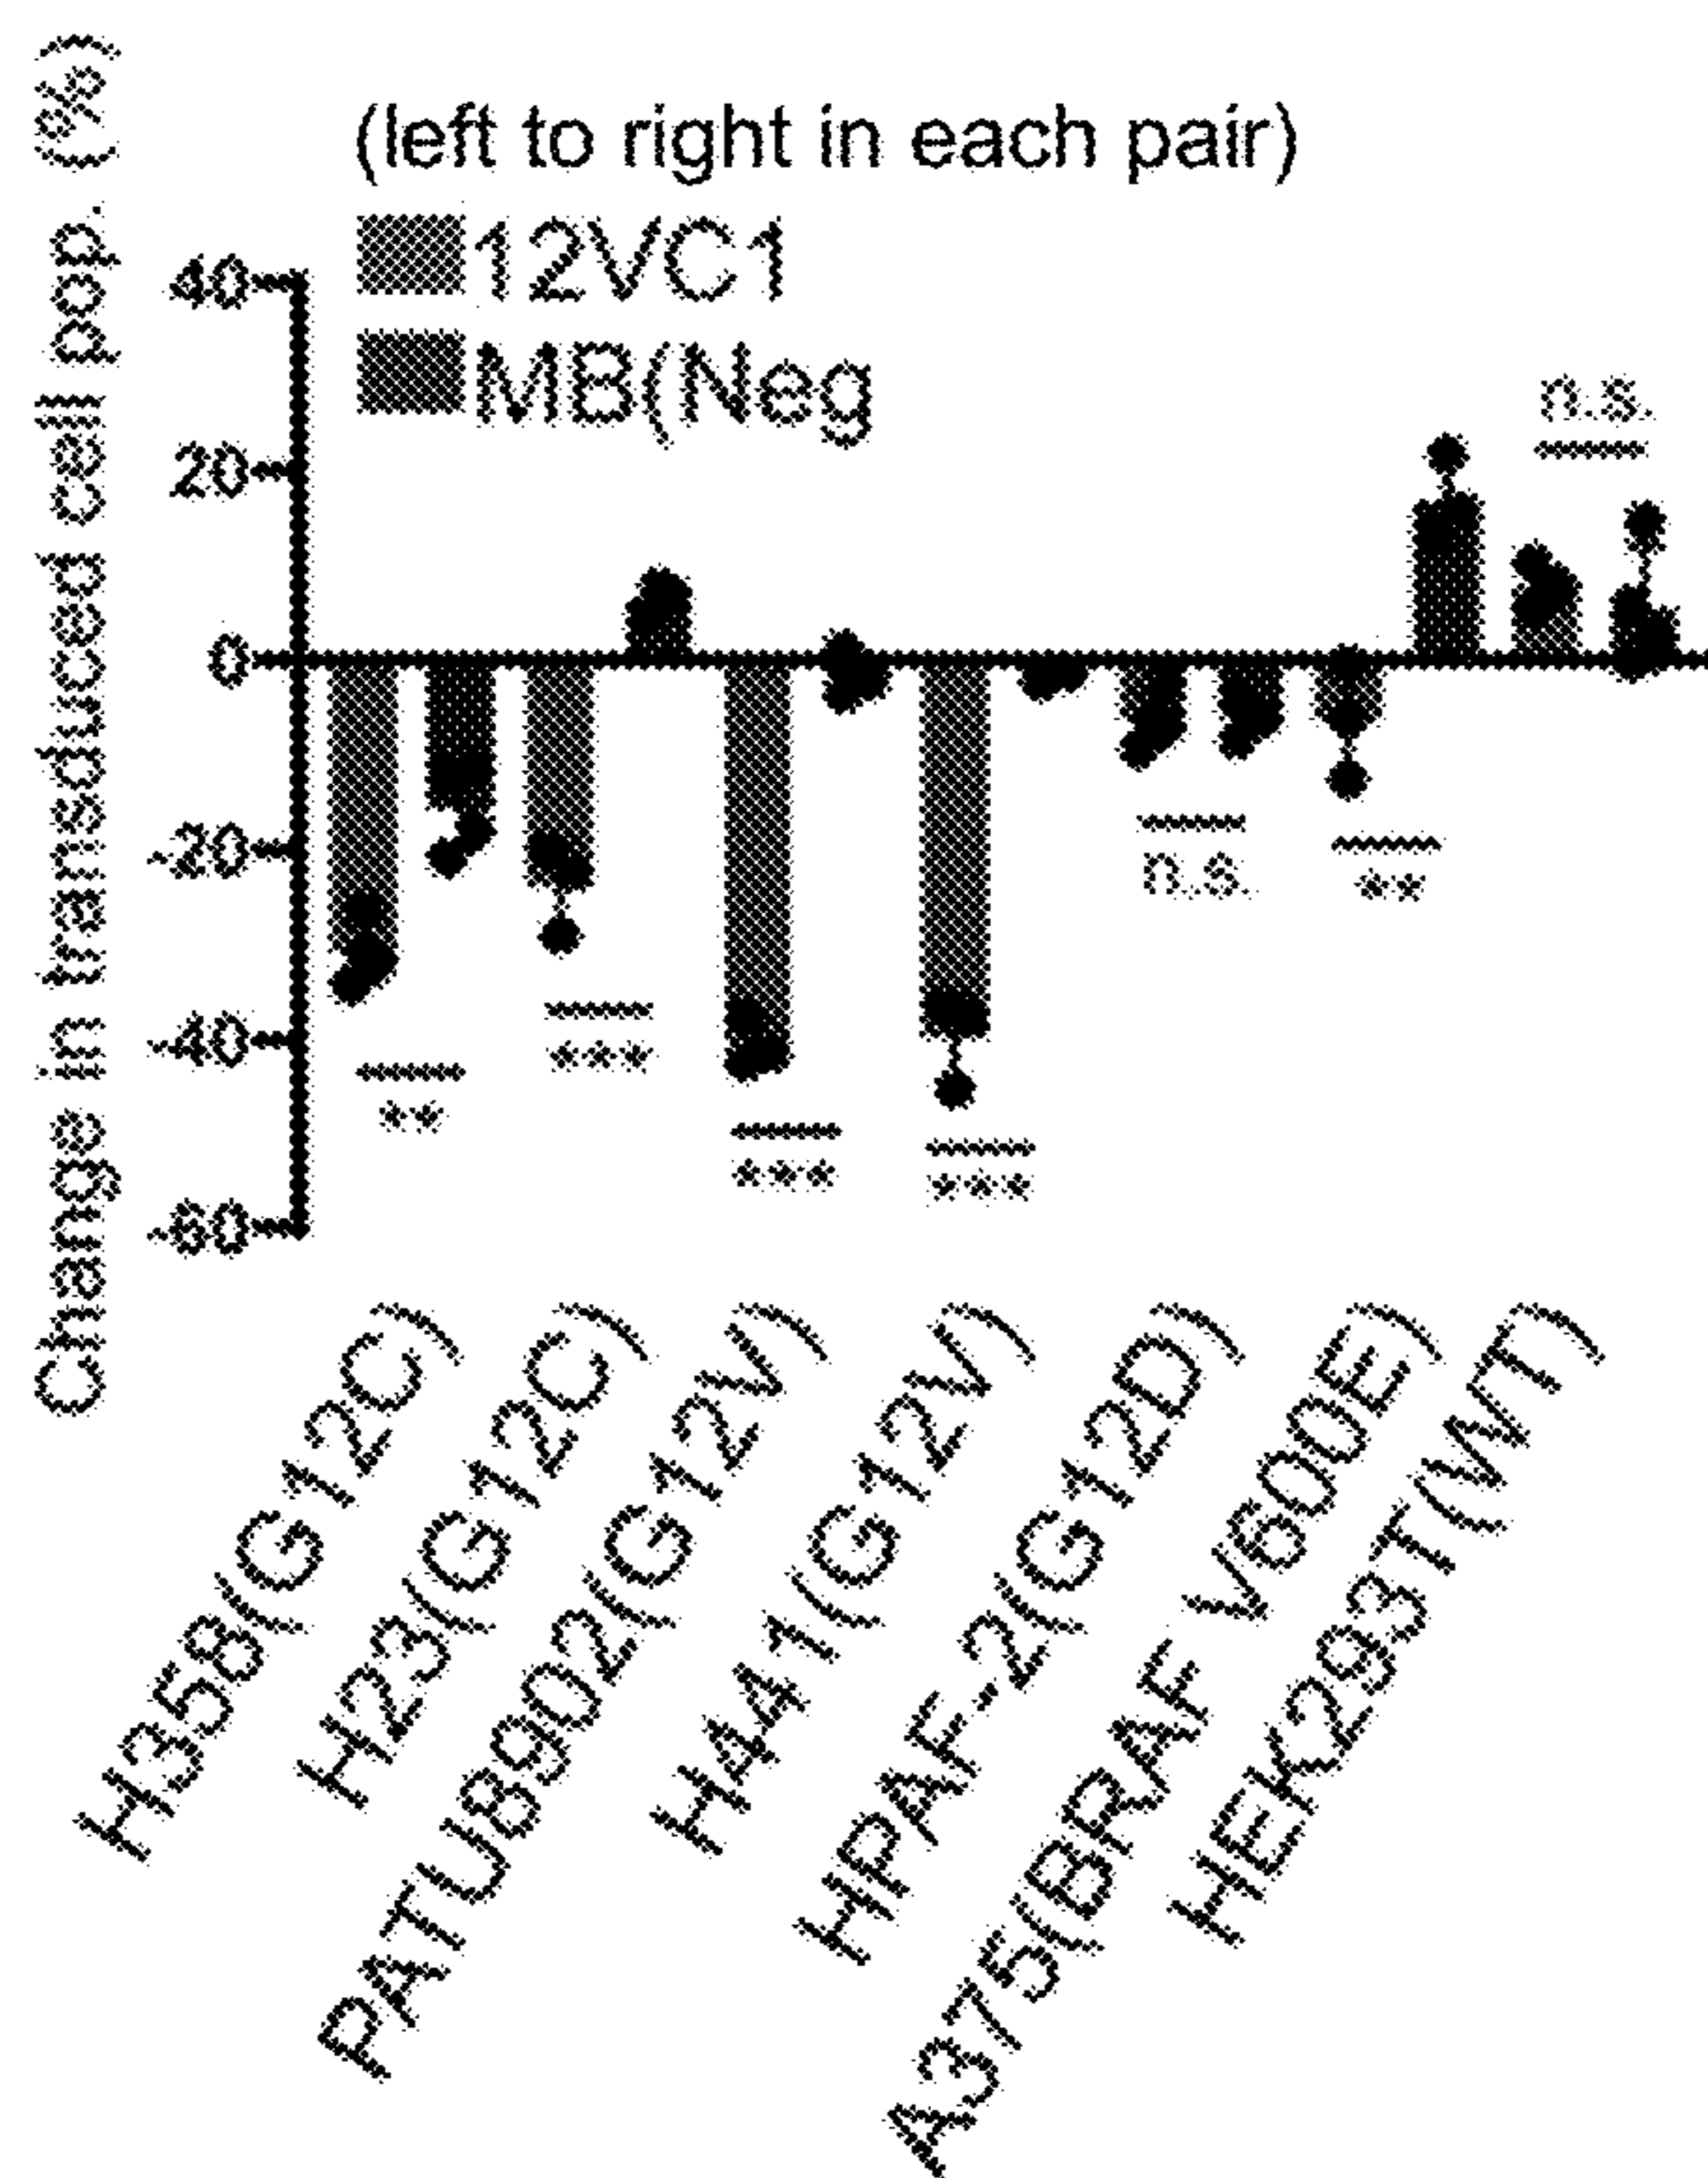 Change in transduced cell pop. (%)
(left to right in each pair)
12VC1
MB(Neg
40
20
0
-20
-40
-60
n.s.
n.s.
**
**
***
***
***
H358(G12C)
H23(G12C)
PATU8902(G12V)
H441(G12V)
HPAF-2(G12D)
A375(BRAF V600E)
HEK293T(WT)